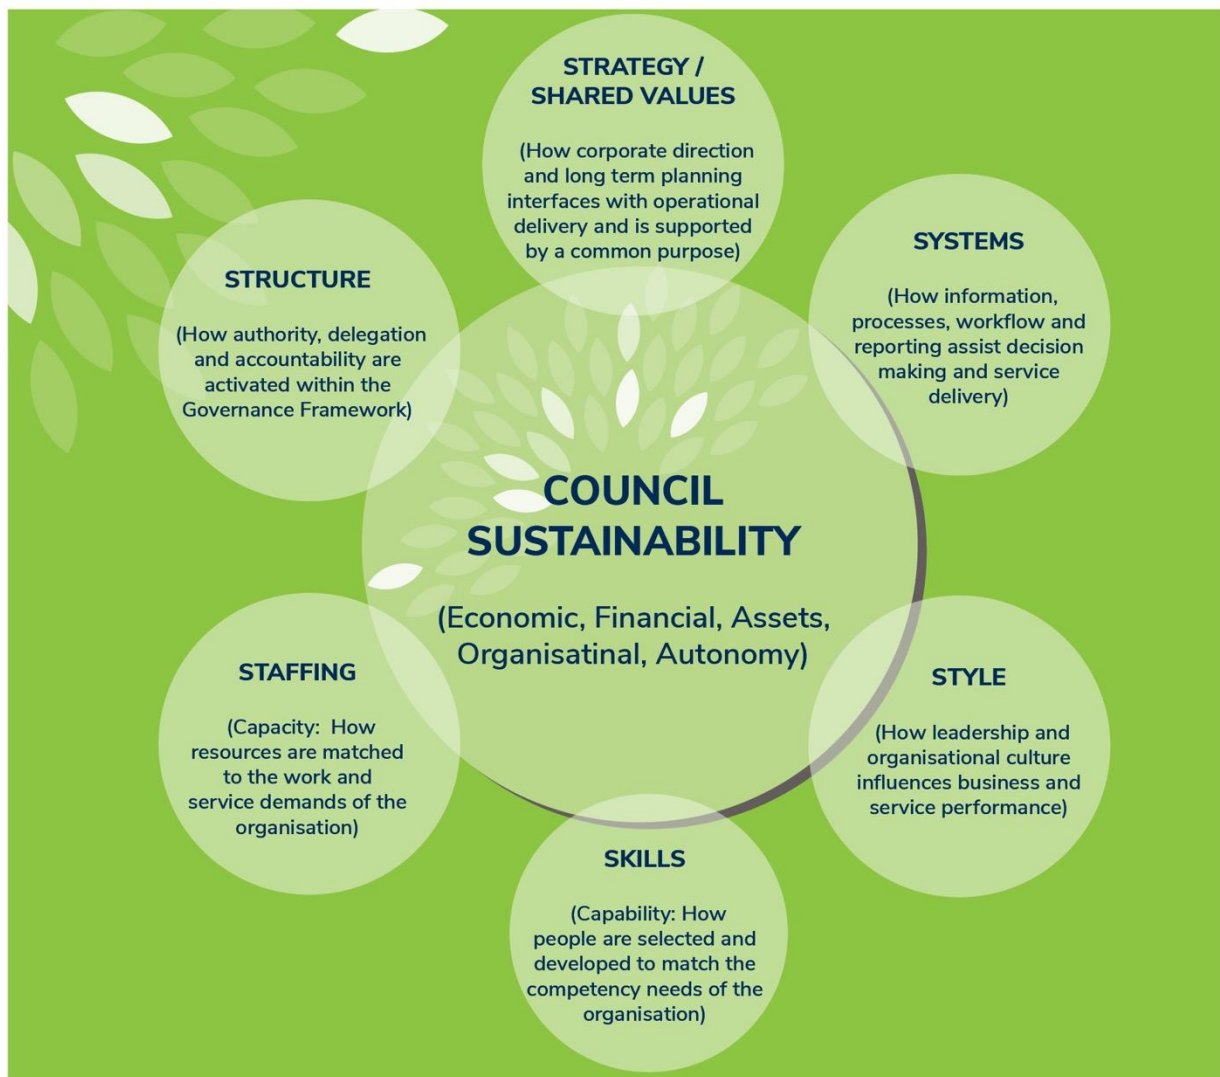 STRATEGY /
SHARED VALUES
(How corporate direction
and long term planning
interfaces with operational
delivery and is supported
by a common purpose)
SYSTEMS
(How information,
processes, workflow and
reporting assist decision
making and service
delivery)
STRUCTURE
(How authority, delegation
and accountability are
activated within the
Governance Framework)
COUNCIL
SUSTAINABILITY
(Economic, Financial, Assets,
Organisatinal, Autonomy)
STAFFING
(Capacity:  How
resources are matched
to the work and
service demands of the
organisation)
STYLE
(How leadership and
organisational culture
influences business and
service performance)
SKILLS
(Capability: How
people are selected and
developed to match the
competency needs of the
organisation)